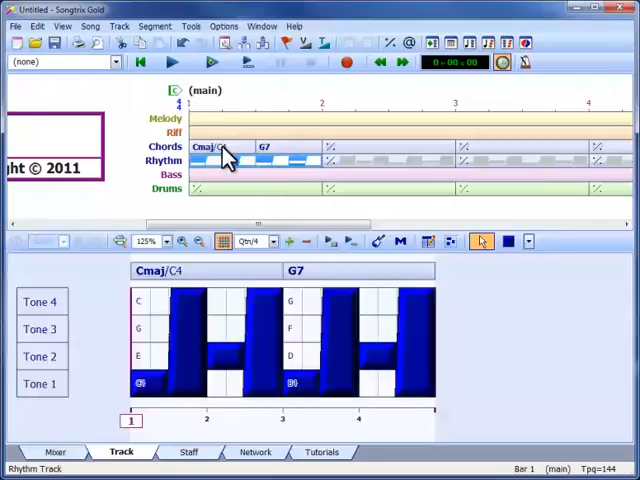 Untitled - Songtrix Gold
File Edit View Song Track Segment Tools Options Window Help
(none) 0:00:00
C (main)
4
4
1 2 3 4
Melody
Riff
Chords Cmaj/C4 G7
Rhythm
Bass
Drums
ght © 2011
125% Qtn/4 M
Cmaj/C4 G7
Tone 4 C G
Tone 3 G F
Tone 2 E D
Tone 1
1 2 3 4
Mixer Track Staff Network Tutorials
Rhythm Track Bar 1 (main) Tpq=144